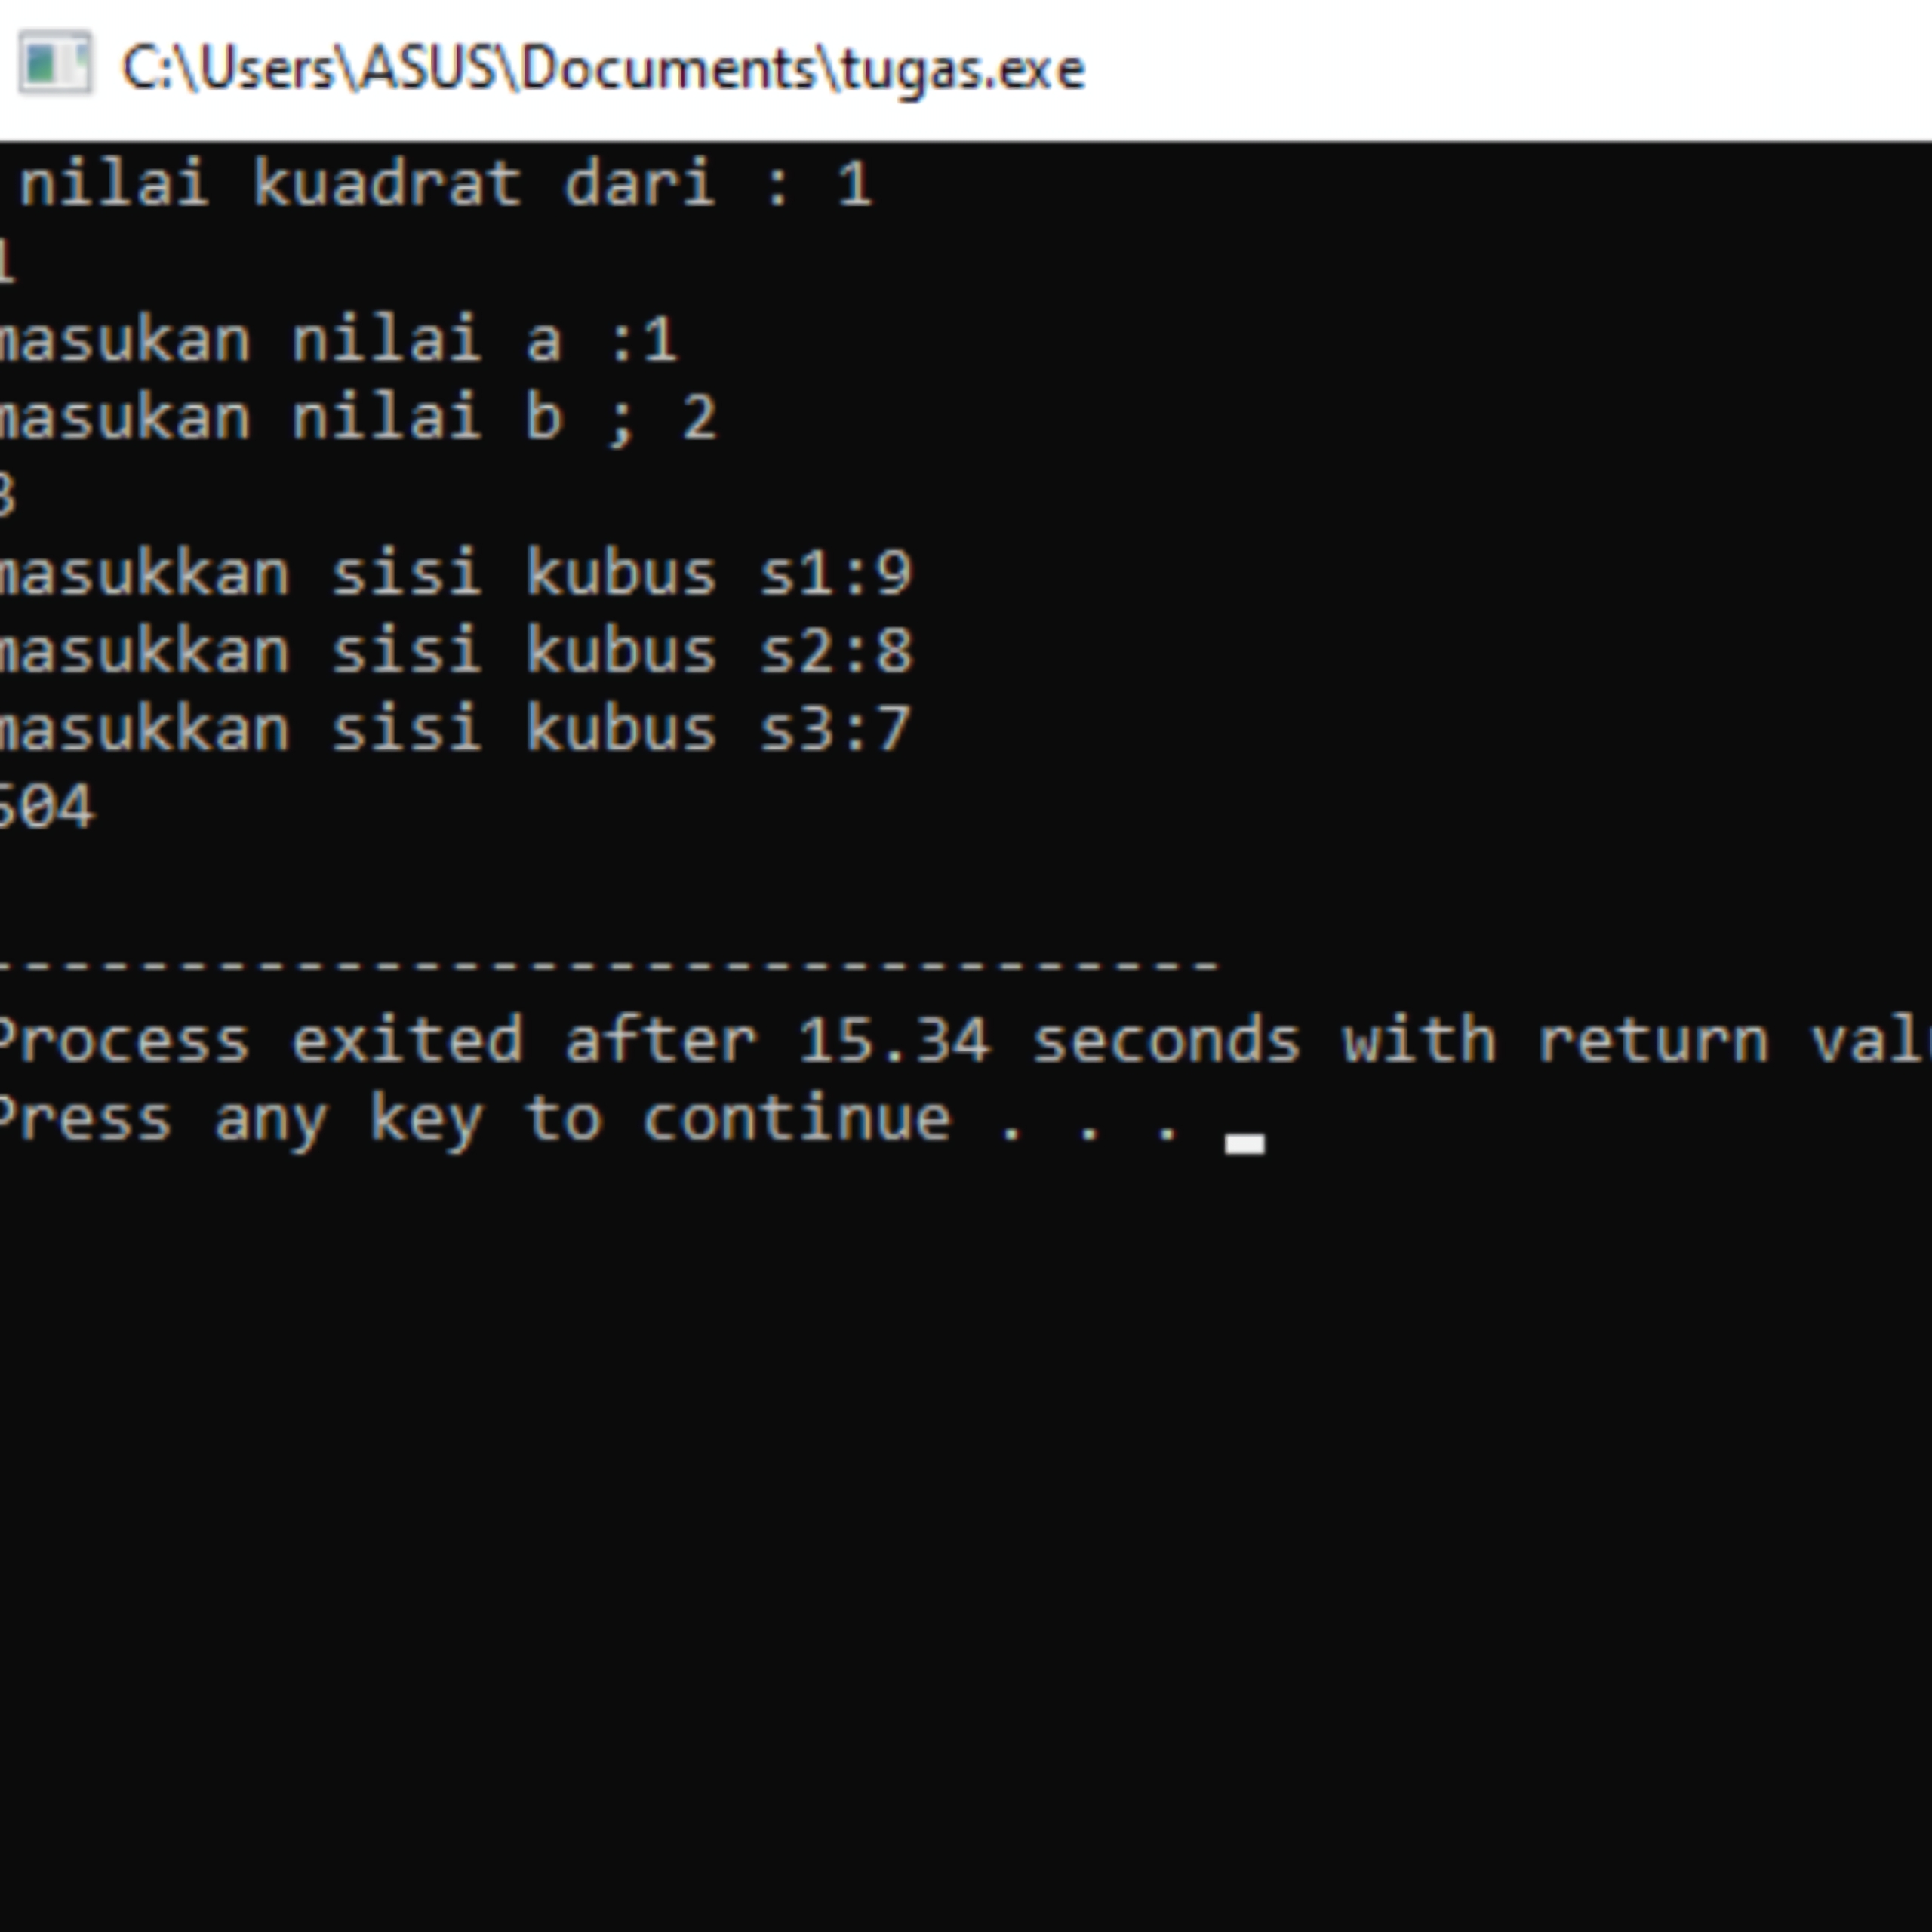 C:\Users\ASUS\Documents\tugas.exe
nilai kuadrat dari : 1
1
masukan nilai a :1
masukan nilai b ; 2
3
masukkan sisi kubus s1:9
masukkan sisi kubus s2:8
masukkan sisi kubus s3:7
504
--------------------------------
Process exited after 15.34 seconds with return
Press any key to continue . . .